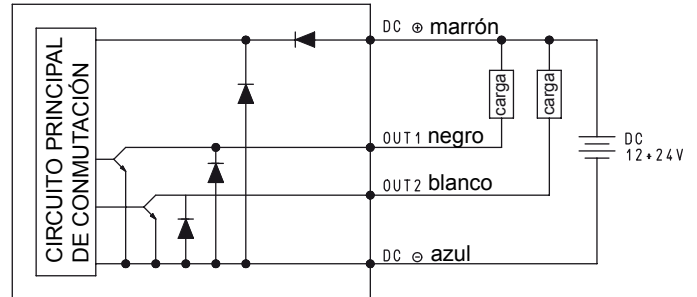 CIRCUITO PRINCIPAL
DE CONMUTACIÓN
DC ⊕ marrón
carga
carga
OUT1 negro
OUT2 blanco
DC ⊖ azul
DC
12÷24V